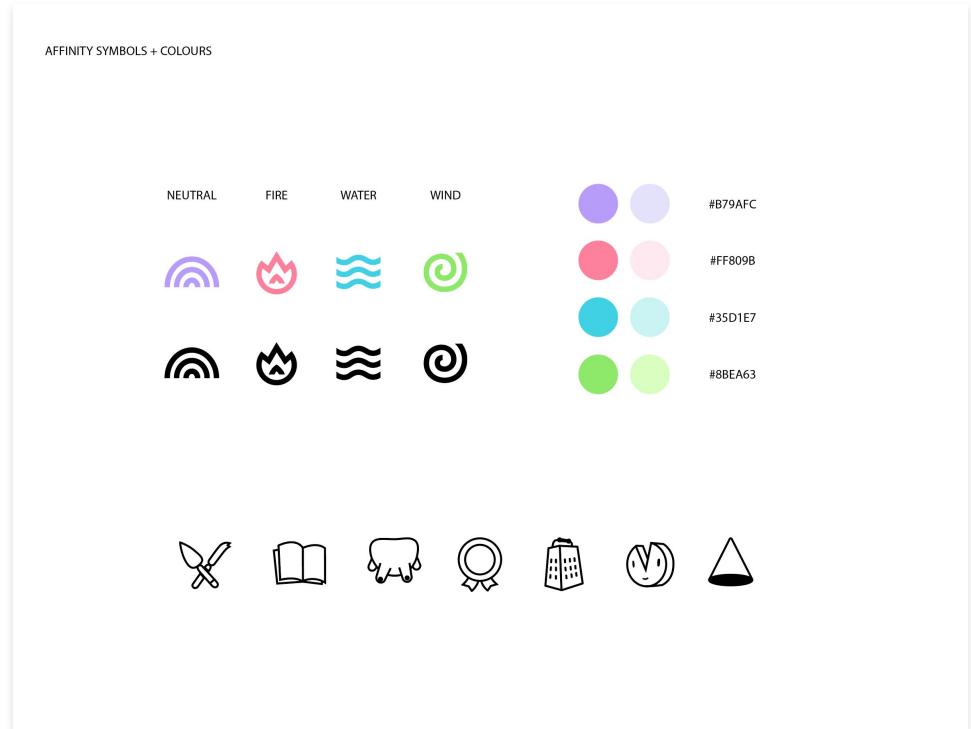 AFFINITY SYMBOLS + COLOURS
NEUTRAL FIRE WATER WIND
#B79AFC
#FF809B
#35D1E7
#8BEA63